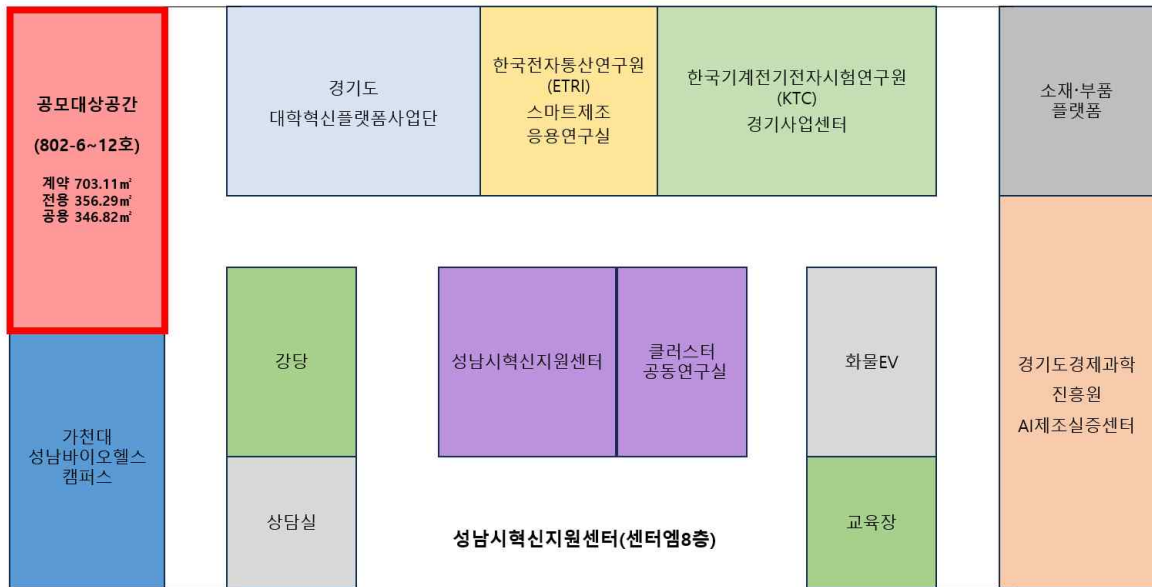 공모대상공간
(802-6~12호)
계약 703.11㎡
전용 356.29㎡
공용 346.82㎡
경기도
대학혁신플랫폼사업단
한국전자통산연구원
(ETRI)
스마트제조
응용연구실
한국기계전기전자시험연구원
(KTC)
경기사업센터
소재·부품
플랫폼
강당
성남시혁신지원센터
클러스터
공동연구실
화물EV
경기도경제과학
진흥원
AI제조실증센터
가천대
성남바이오헬스
캠퍼스
상담실
성남시혁신지원센터(센터엠8층)
교육장